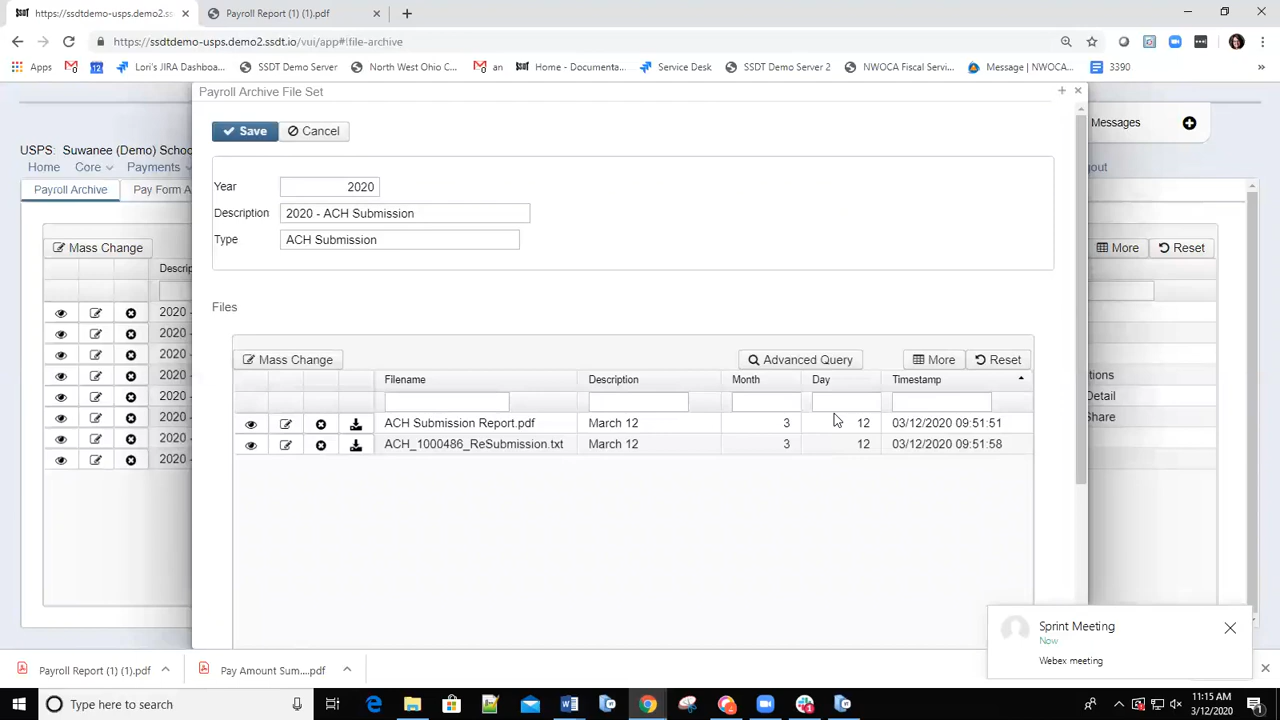 https://ssdtdemo-usps.demo2.s
Payroll Report (1) (1).pdf
https://ssdtdemo-usps.demo2.ssdt.io/vui/app#!file-archive
Apps
Lori's JIRA Dashboa...
SSDT Demo Server
North West Ohio C...
an
Home - Documenta...
Service Desk
SSDT Demo Server 2
NWOCA Fiscal Serv...
Message | NWOCA...
3390
Payroll Archive File Set
Save
Cancel
Messages
USPS: Suwanee (Demo) Schoo
Home
Core
Payments
ogout
Payroll Archive
Pay Form A
Year
2020
Description
2020 - ACH Submission
Type
ACH Submission
Mass Change
More
Reset
Descrip
Files
2020 -
2020 -
2020 -
2020 -
2020 -
2020 -
2020 -
2020 -
tions
Detail
Share
Mass Change
Advanced Query
More
Reset
Filename
Description
Month
Day
Timestamp
ACH Submission Report.pdf
March 12
3
12
03/12/2020 09:51:51
ACH_1000486_ReSubmission.txt
March 12
3
12
03/12/2020 09:51:58
Sprint Meeting
Now
Webex meeting
Payroll Report (1) (1).pdf
Pay Amount Sum....pdf
Type here to search
11:15 AM
3/12/2020